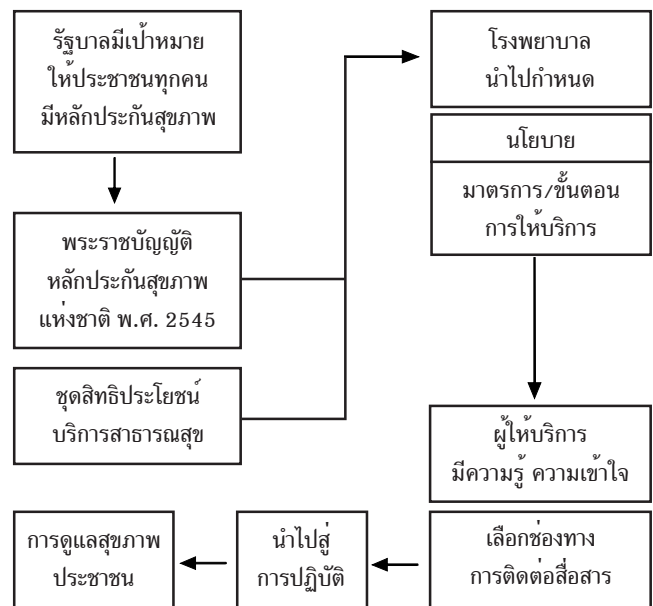 รัฐบาลมีเป้าหมาย
ให้ประชาชนทุกคน
มีหลักประกันสุขภาพ
พระราชบัญญัติ
หลักประกันสุขภาพ
แห่งชาติ พ.ศ. 2545
ชุดสิทธิประโยชน์
บริการสาธารณสุข
โรงพยาบาล
นำไปกำหนด
นโยบาย
มาตรการ/ขั้นตอน
การให้บริการ
ผู้ให้บริการ
มีความรู้ ความเข้าใจ
เลือกช่องทาง
การติดต่อสื่อสาร
นำไปสู่
การปฏิบัติ
การดูแลสุขภาพ
ประชาชน